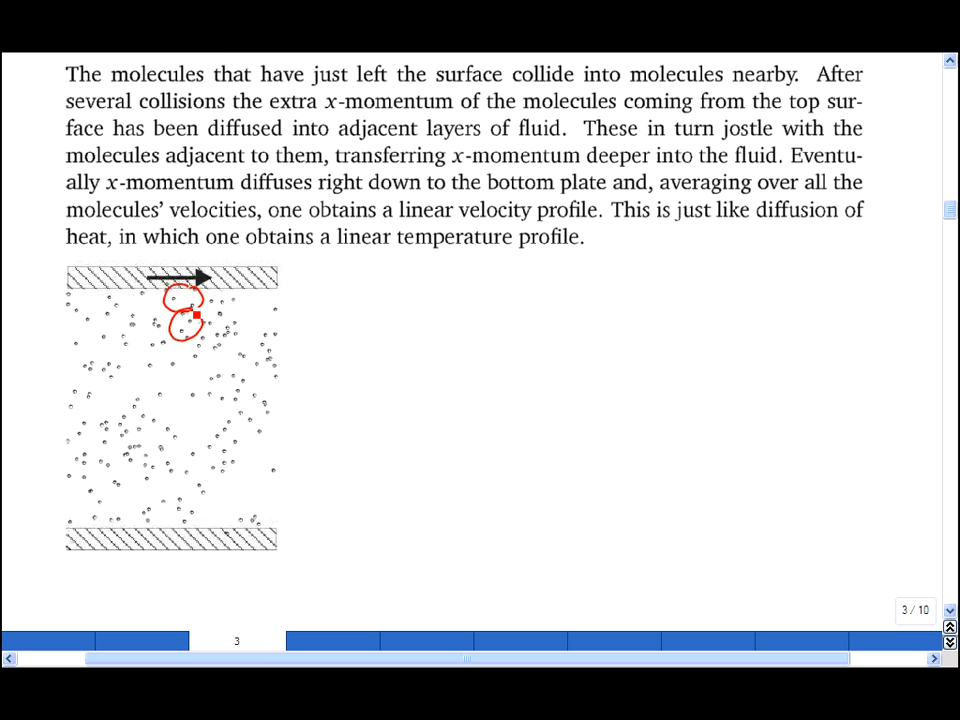 The molecules that have just left the surface collide into molecules nearby. After
several collisions the extra x-momentum of the molecules coming from the top sur-
face has been diffused into adjacent layers of fluid. These in turn jostle with the
molecules adjacent to them, transferring x-momentum deeper into the fluid. Eventu-
ally x-momentum diffuses right down to the bottom plate and, averaging over all the
molecules' velocities, one obtains a linear velocity profile. This is just like diffusion of
heat, in which one obtains a linear temperature profile.
3 / 10
3